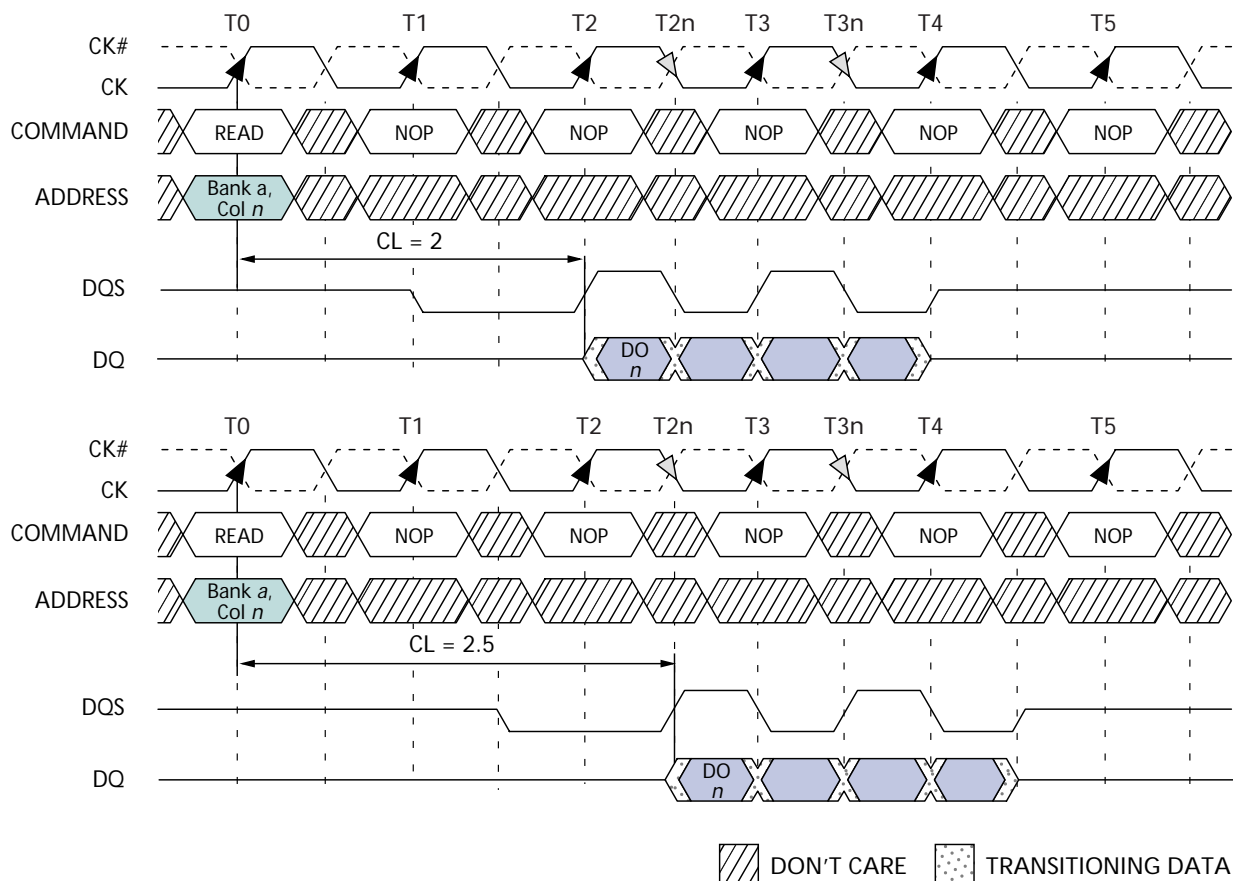 T0 T1 T2 T2n T3 T3n T4 T5
CK#
CK
COMMAND READ NOP NOP NOP NOP NOP
ADDRESS Bank a,
Col n
CL = 2
DQS
DQ DO
n
T0 T1 T2 T2n T3 T3n T4 T5
CK#
CK
COMMAND READ NOP NOP NOP NOP NOP
ADDRESS Bank a,
Col n
CL = 2.5
DQS
DQ DO
n
DON'T CARE TRANSITIONING DATA